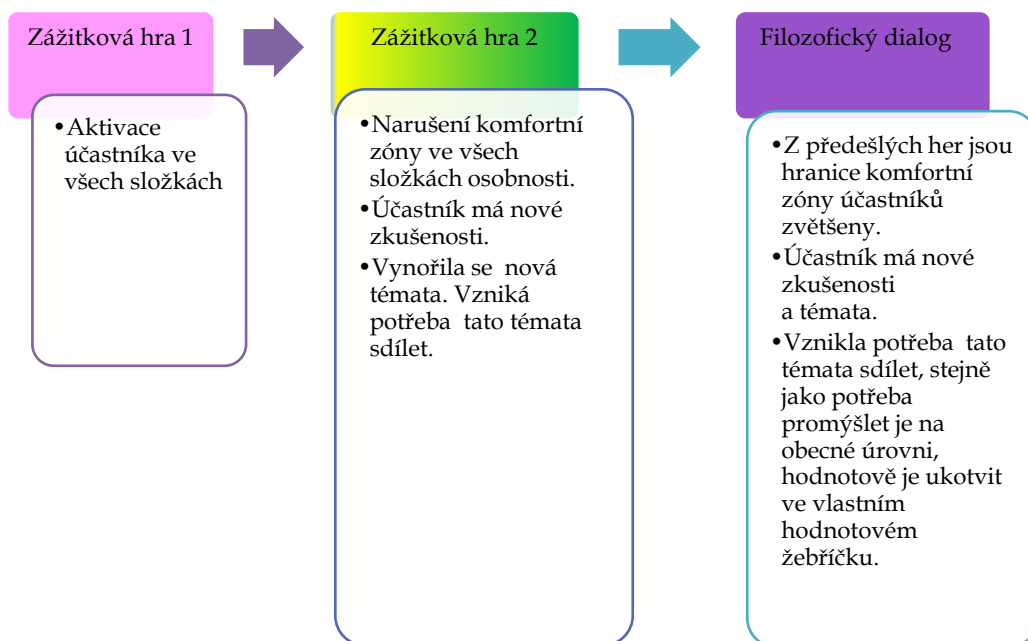 Zážitková hra 1
•Aktivace
účastníka ve
všech složkách
Zážitková hra 2
•Narušení komfortní
zóny ve všech
složkách osobnosti.
•Účastník má nové
zkušenosti.
•Vynořila se nová
témata. Vzniká
potřeba tato témata
sdílet.
Filozofický dialog
•Z předešlých her jsou
hranice komfortní
zóny účastníků
zvětšeny.
•Účastník má nové
zkušenosti
a témata.
•Vznikla potřeba tato
témata sdílet, stejně
jako potřeba
promýšlet je na
obecné úrovni,
hodnotově je ukotvit
ve vlastním
hodnotovém
žebříčku.